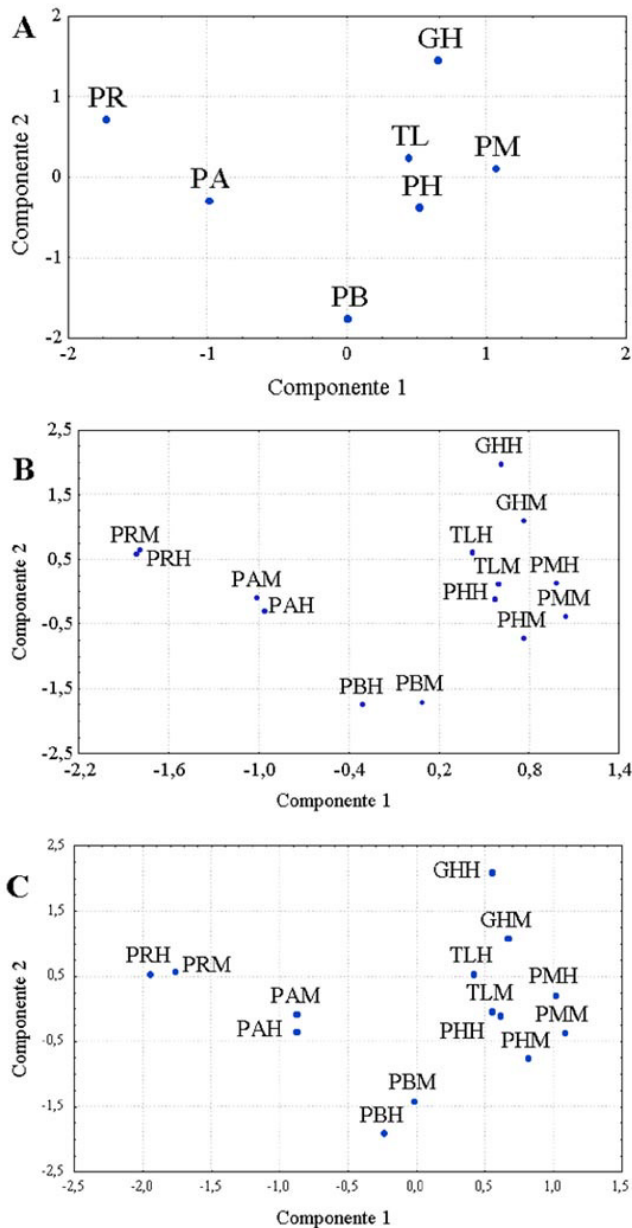 A
Componente 2
2
1
0
-1
-2
GH
PR
TL
PM
PA
PH
PB
-2 -1 0 1 2
Componente 1
B
Componente 2
2,5
1,5
0,5
-0,5
-1,5
-2,5
GHH
GHM
PRM
TLH
PRH
TLM PMH
PAM
PHH
PAH
PMM
PHM
PBH PBM
-2,2 -1,6 -1,0 -0,4 0,2 0,8 1,4
Componente 1
C
Componente 2
2,5
1,5
0,5
-0,5
-1,5
-2,5
GHH
GHM
PRH PRM
TLH
PMH
PAM
TLM
PMM
PAH
PHH
PHM
PBM
PBH
-2,5 -2,0 -1,5 -1,0 -0,5 0,0 0,5 1,0 1,5
Componente 1